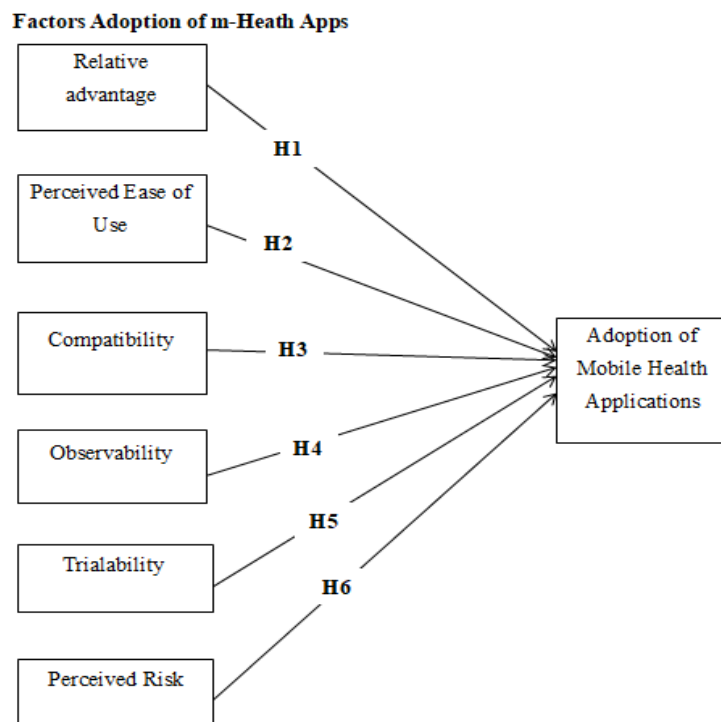 Factors Adoption of m-Heath Apps
Relative
advantage
H1
Perceived Ease of
Use
H2
Adoption of
Mobile Health
Applications
Compatibility
H3
Observability
H4
Trialability
H5
H6
Perceived Risk